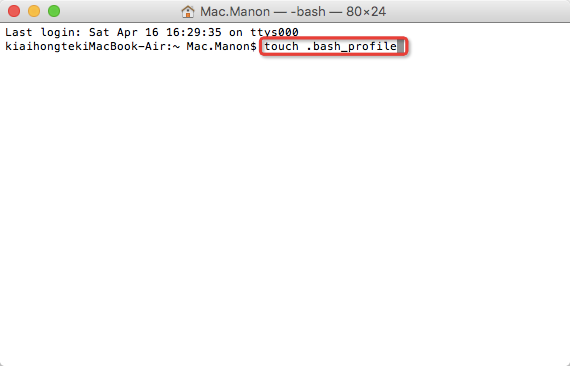 Mac.Manon — -bash — 80×24
Last login: Sat Apr 16 16:29:35 on ttys000
kiaihongtekiMacBook-Air:~ Mac.Manon$ touch .bash_profile